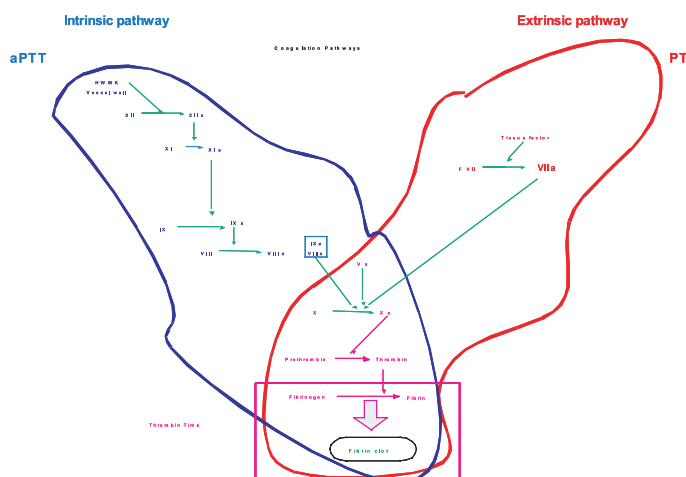 Intrinsic pathway
Extrinsic pathway
Coagulation Pathways
aPTT
PT
HWMK
Vessel wall
XII
XIIa
Tissue factor
XI
XIa
F VII
VIIa
IX
IXa
VIII
VIIIa
IXa
VIIIa
Va
X
Xa
Prothrombin
Thrombin
Fibrinogen
Fibrin
Thrombin Time
Fibrin clot